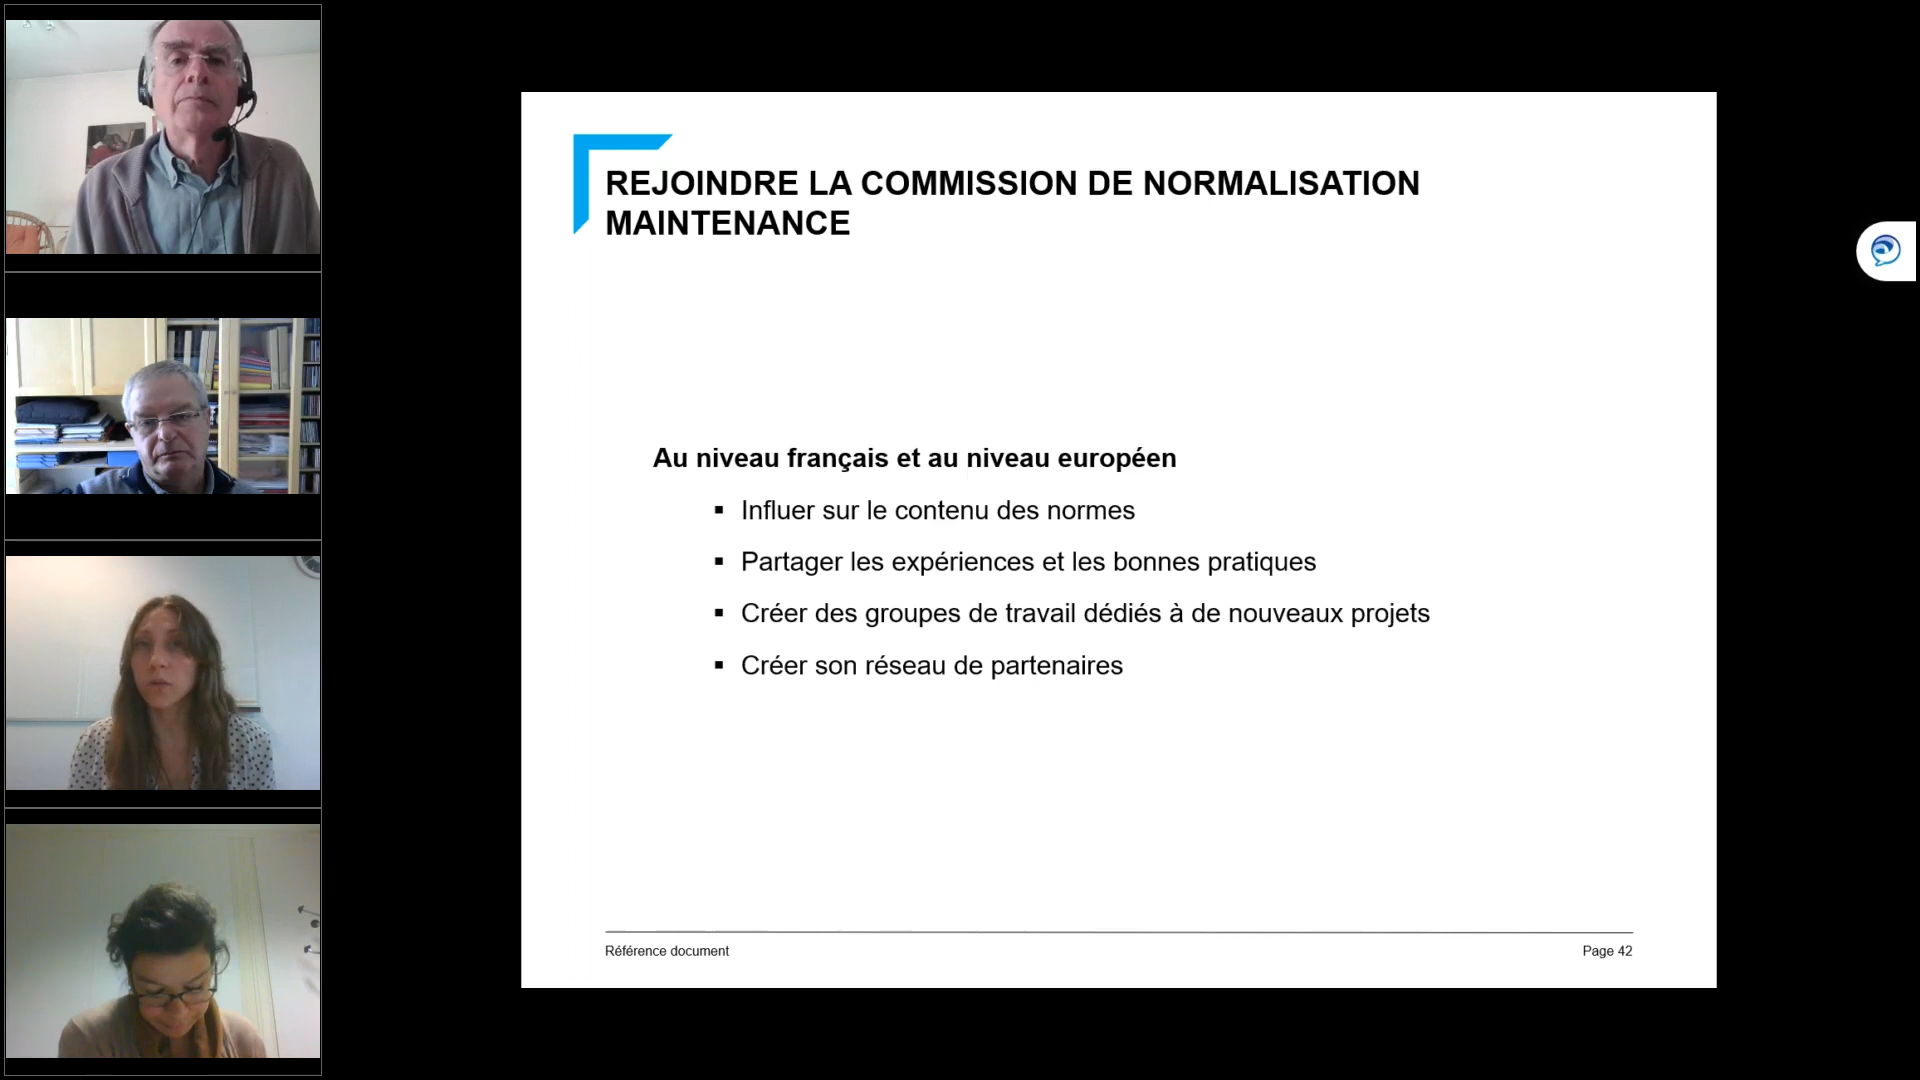 REJOINDRE LA COMMISSION DE NORMALISATION
MAINTENANCE
Au niveau français et au niveau européen
▪ Influer sur le contenu des normes
▪ Partager les expériences et les bonnes pratiques
▪ Créer des groupes de travail dédiés à de nouveaux projets
▪ Créer son réseau de partenaires
Référence document
Page 42